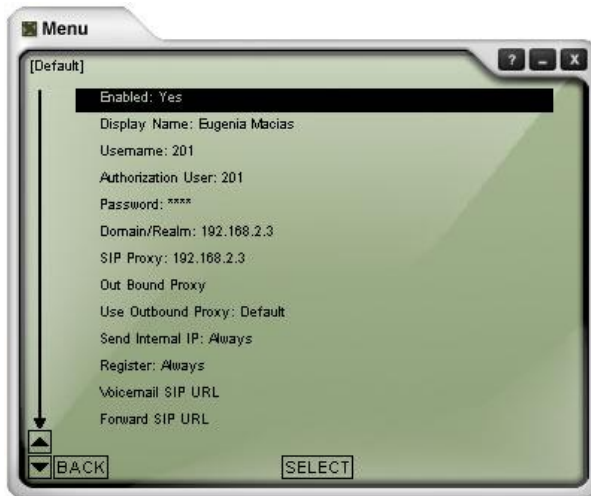 Menu
[Default]
? - X
Enabled: Yes
Display Name: Eugenia Macias
Username: 201
Authorization User: 201
Password: ****
Domain/Realm: 192.168.2.3
SIP Proxy: 192.168.2.3
Out Bound Proxy
Use Outbound Proxy: Default
Send Internal IP: Always
Register: Always
Voicemail SIP URL
Forward SIP URL
BACK SELECT